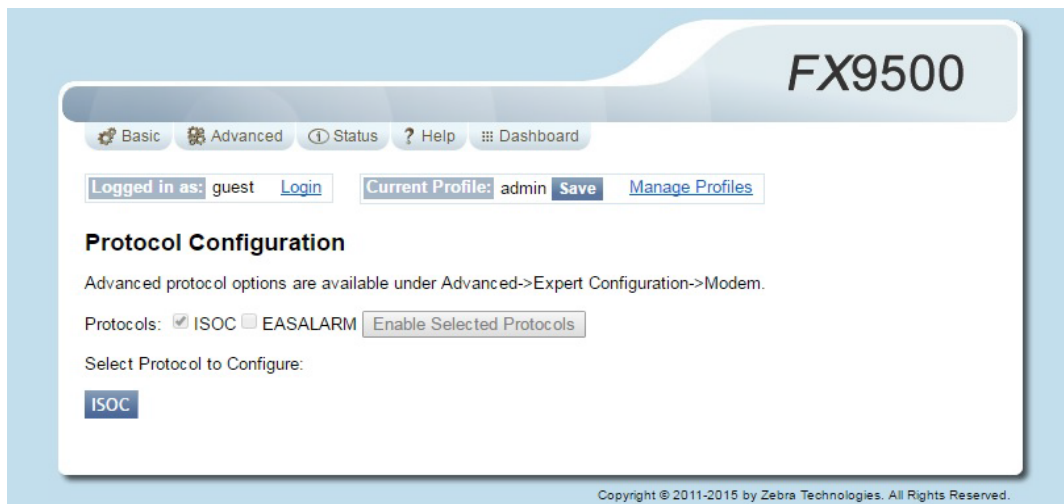 FX9500
Basic Advanced Status ? Help Dashboard
Logged in as: guest Login Current Profile: admin Save Manage Profiles
Protocol Configuration
Advanced protocol options are available under Advanced->Expert Configuration->Modem.
Protocols: ISOC EASALARM Enable Selected Protocols
Select Protocol to Configure:
ISOC
Copyright © 2011-2015 by Zebra Technologies. All Rights Reserved.